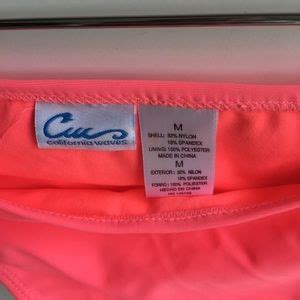 Cwcs
california waves
M
SHELL: 82% NYLON
18% SPANDEX
LINING: 100% POLYESTER
MADE IN CHINA
M
EXTERIOR: 82% NILON
18% SPANDEX
FORRO: 100% POLYESTER
HECHO EN CHINA